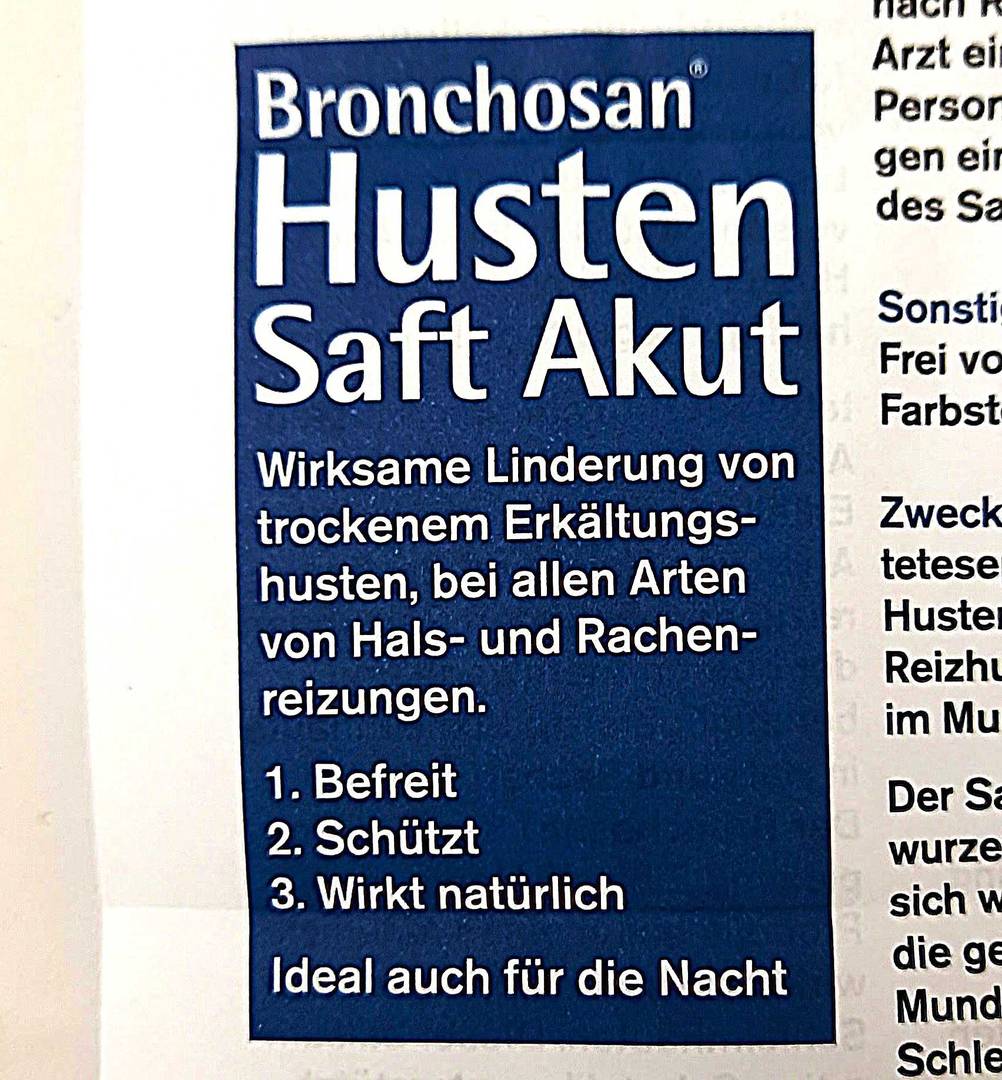 Bronchosan®
Husten
Saft Akut
Wirksame Linderung von
trockenem Erkältungs-
husten, bei allen Arten
von Hals- und Rachen-
reizungen.
1. Befreit
2. Schützt
3. Wirkt natürlich
Ideal auch für die Nacht
nach
Arzt
gen
des
Frei
im
Der
sich
die